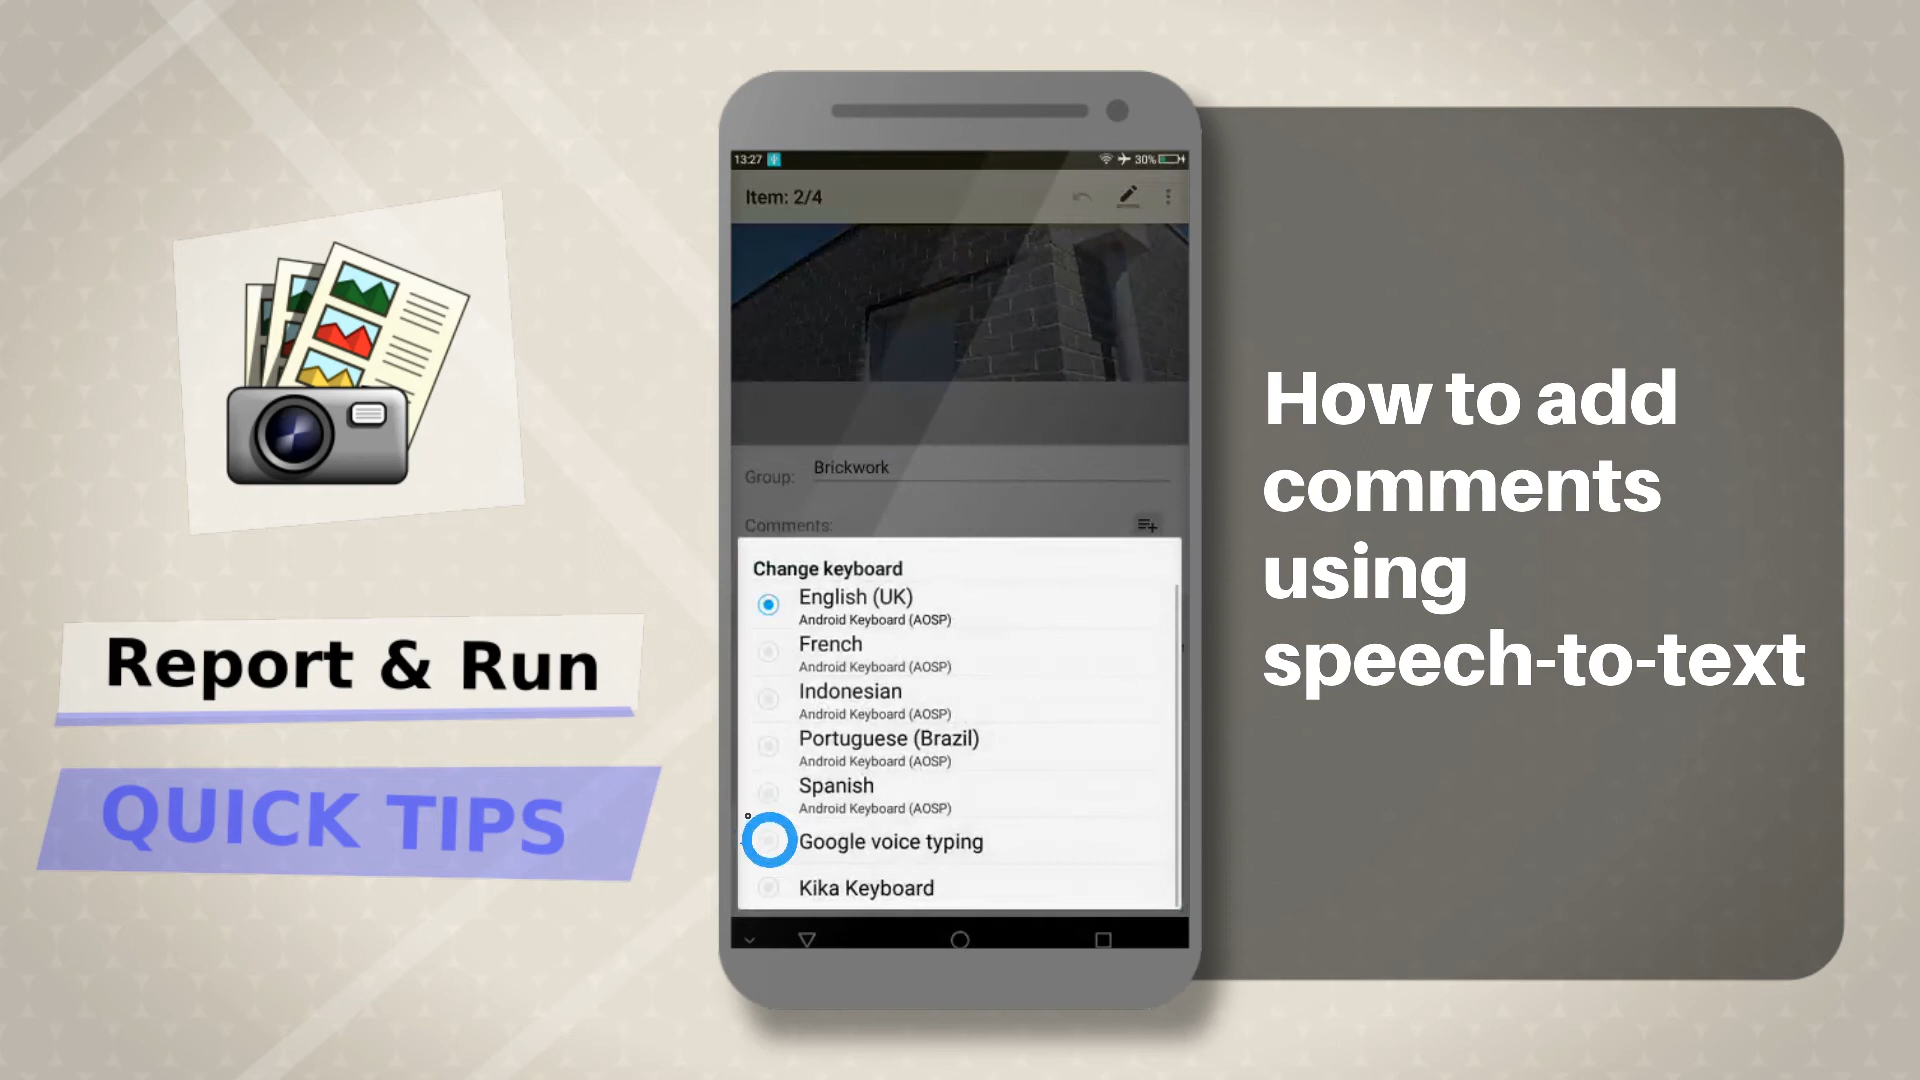 Report & Run
QUICK TIPS
13:27
30%
Item: 2/4
Group:
Brickwork
Comments:
Change keyboard
English (UK)
Android Keyboard (AOSP)
French
Android Keyboard (AOSP)
Indonesian
Android Keyboard (AOSP)
Portuguese (Brazil)
Android Keyboard (AOSP)
Spanish
Android Keyboard (AOSP)
Google voice typing
Kika Keyboard
How to add
comments
using
speech-to-text